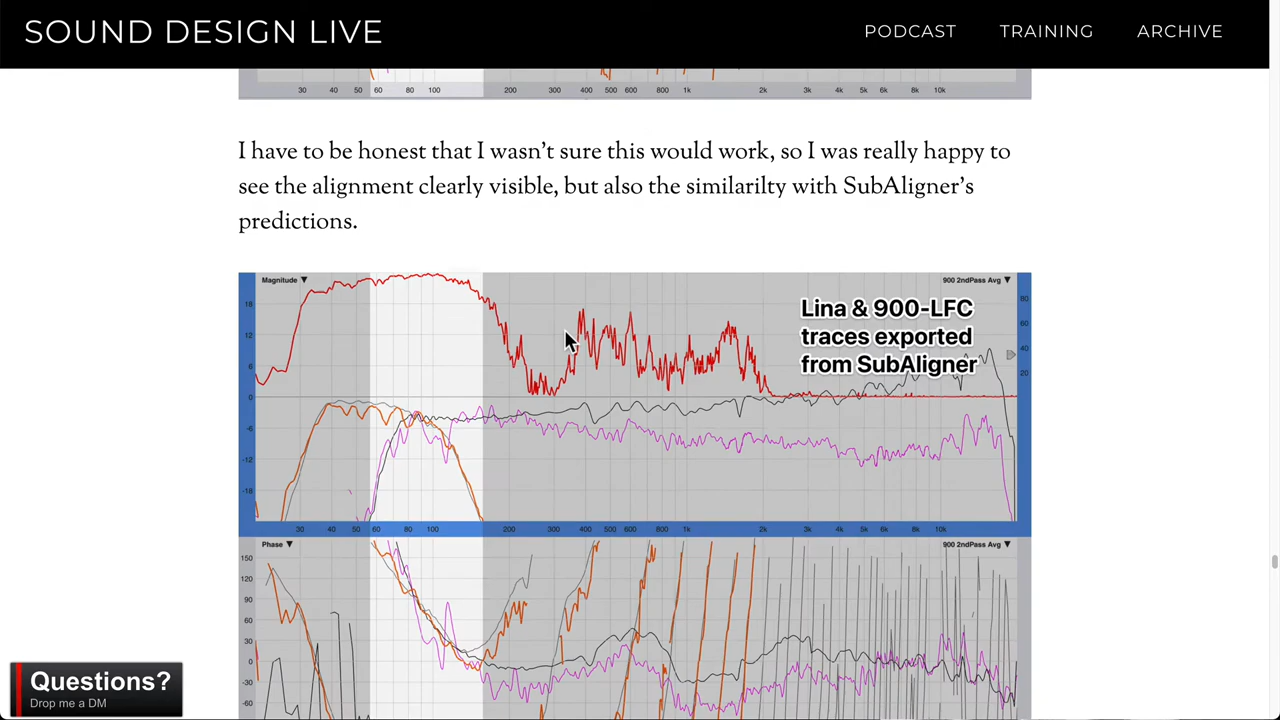 SOUND DESIGN LIVE
PODCAST TRAINING ARCHIVE
30 40 50 60 80 100 200 300 400 500 600 800 1k 2k 3k 4k 5k 6k 8k 10k
I have to be honest that I wasn't sure this would work, so I was really happy to
see the alignment clearly visible, but also the similarilty with SubAligner's
predictions.
Magnitude ▼ 900 2ndPass Avg ▼
Lina & 900-LFC
traces exported
from SubAligner
18
12
6
0
-6
-12
-18
80
60
40
20
30 40 50 60 80 100 200 300 400 500 600 800 1k 2k 3k 4k 5k 6k 8k 10k
Phase ▼ 900 2ndPass Avg ▼
150
120
90
60
30
0
-30
-60
Questions?
Drop me a DM